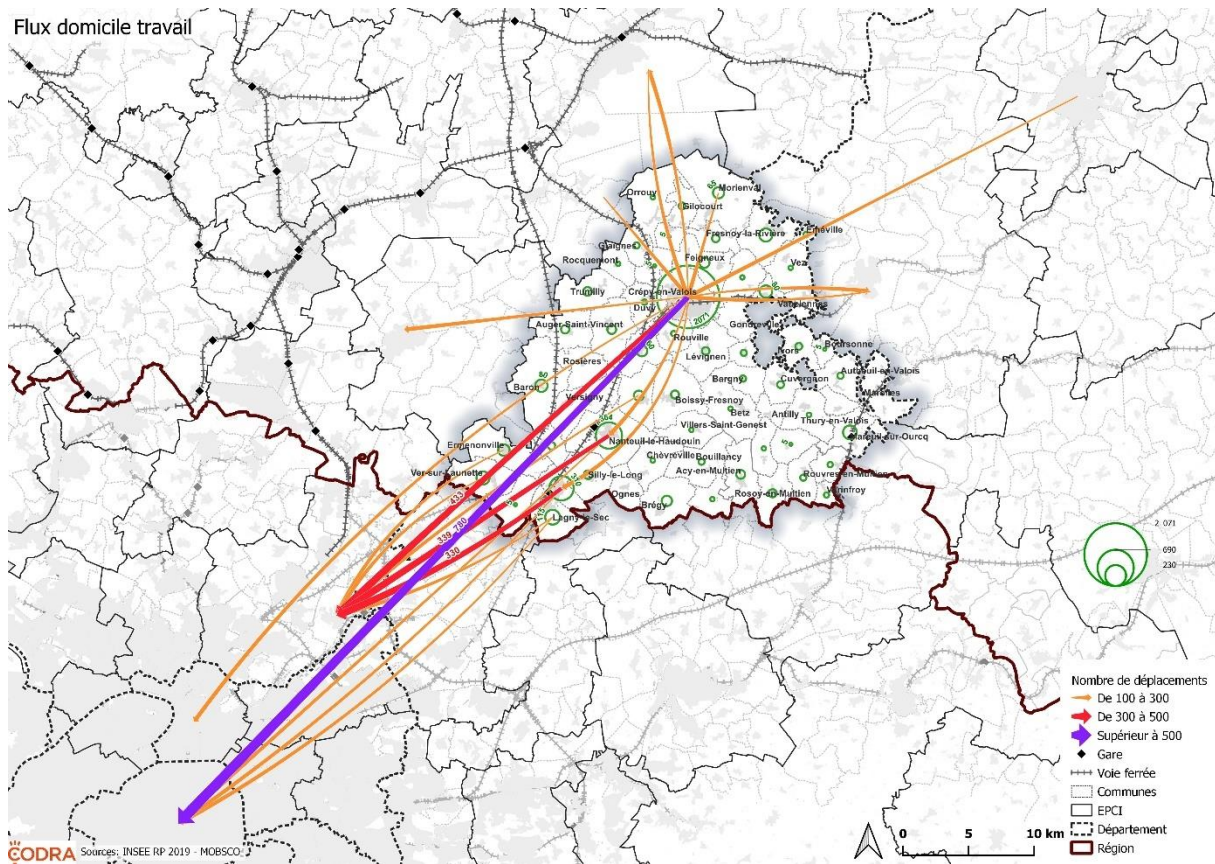 Flux domicile travail
Orrouy
65
Morienval
Gilocourt
Fresnoy-la-Rivière
Eméville
Glaignes
Feigneux
Rocquemont
Vez
Trumilly
Crépy-en-Valois
80
Duvy
2071
Vauciennes
Auger-Saint-Vincent
Gondreville
Rouville
Boursonne
Rosières
Lévignen
Baron
Bargny
Cuvergnon
Autheuil-en-Valois
Versigny
Boissy-Fresnoy
Betz
Antilly
Marolles
Villers-Saint-Genest
Thury-en-Valois
Ermenonville
Nanteuil-le-Haudouin
Mareuil-sur-Ourcq
Chèvreville
Bouillancy
Ver-sur-Launette
Silly-le-Long
Acy-en-Multien
Rouvres-en-Multien
Ognes
Brégy
Rosoy-en-Multien
Varinfroy
Lagny-le-Sec
115
433
339
780
330
2 071
690
230
Nombre de déplacements
De 100 à 300
De 300 à 500
Supérieur à 500
Gare
Voie ferrée
Communes
EPCI
Département
Région
0 5 10 km
CODRA Sources: INSEE RP 2019 - MOBSCO